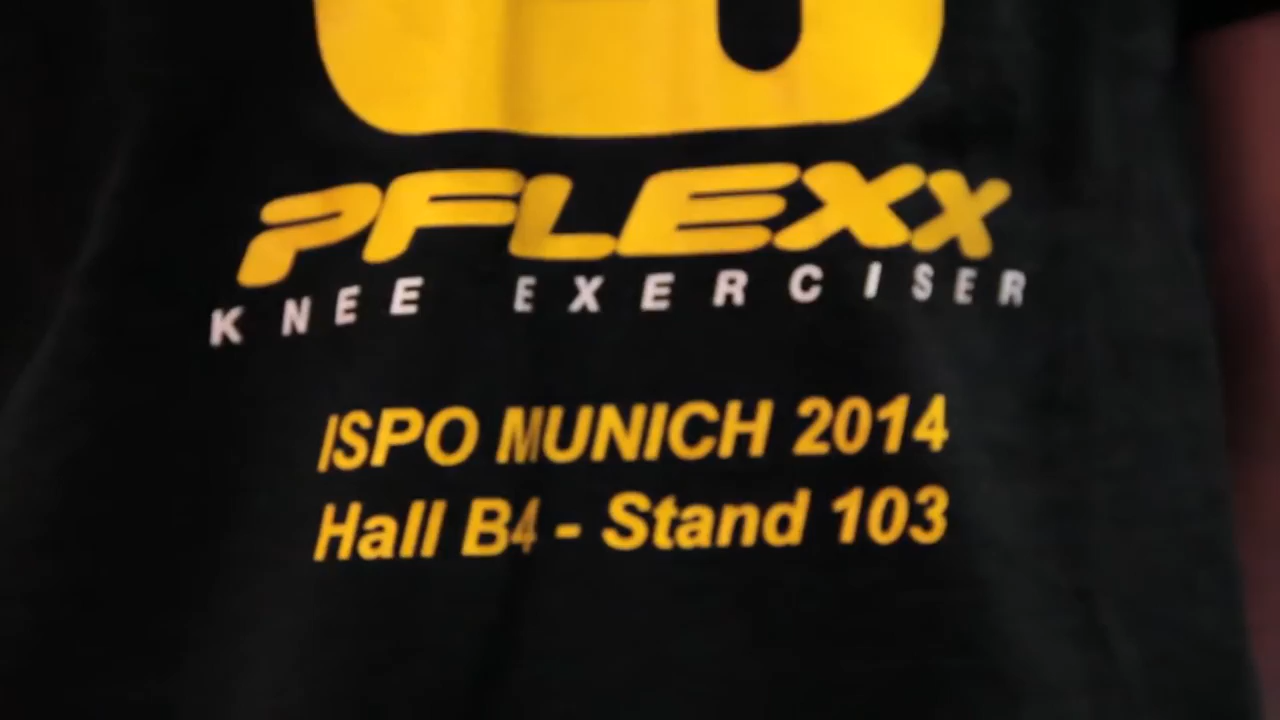 PFLEXX
KNEE EXERCISER
ISPO MUNICH 2014
Hall B4 - Stand 103